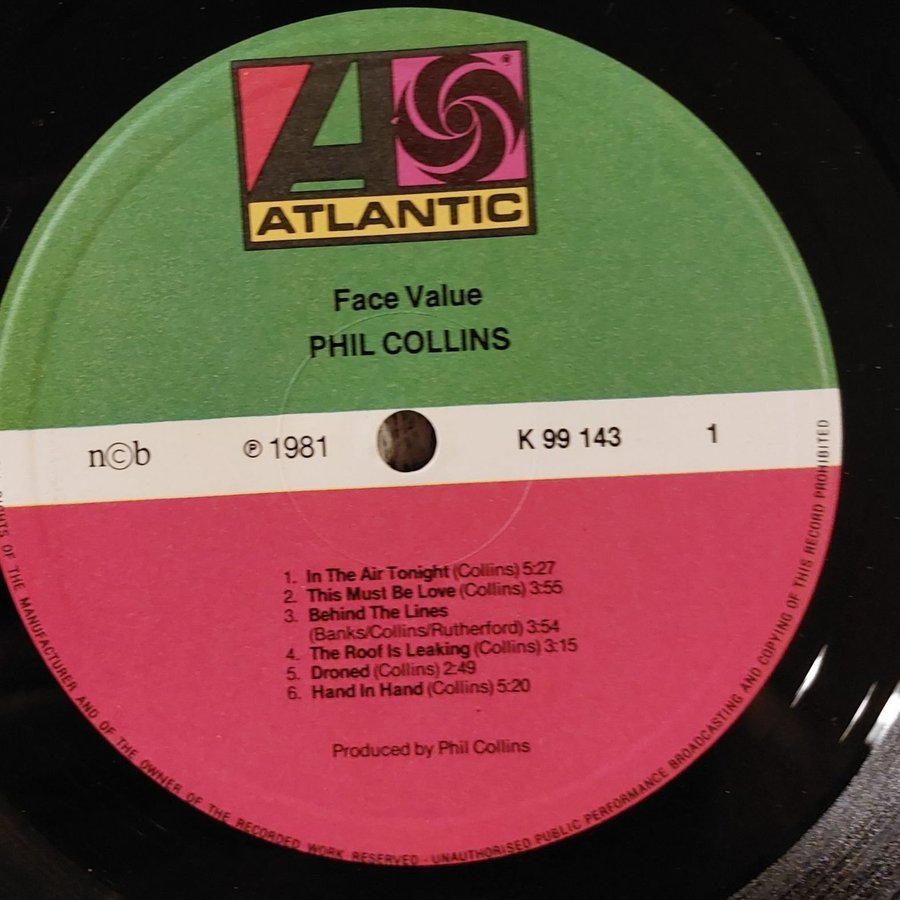 ATLANTIC
®
Face Value
PHIL COLLINS
n©b
℗ 1981
K 99 143
1
1. In The Air Tonight (Collins) 5:27
2. This Must Be Love (Collins) 3:55
3. Behind The Lines
(Banks/Collins/Rutherford) 3:54
4. The Roof Is Leaking (Collins) 3:15
5. Droned (Collins) 2:49
6. Hand In Hand (Collins) 5:20
Produced by Phil Collins
RIGHTS OF THE MANUFACTURER AND OF THE OWNER OF THE RECORDED WORK RESERVED · UNAUTHORISED PUBLIC PERFORMANCE BROADCASTING AND COPYING OF THIS RECORD PROHIBITED